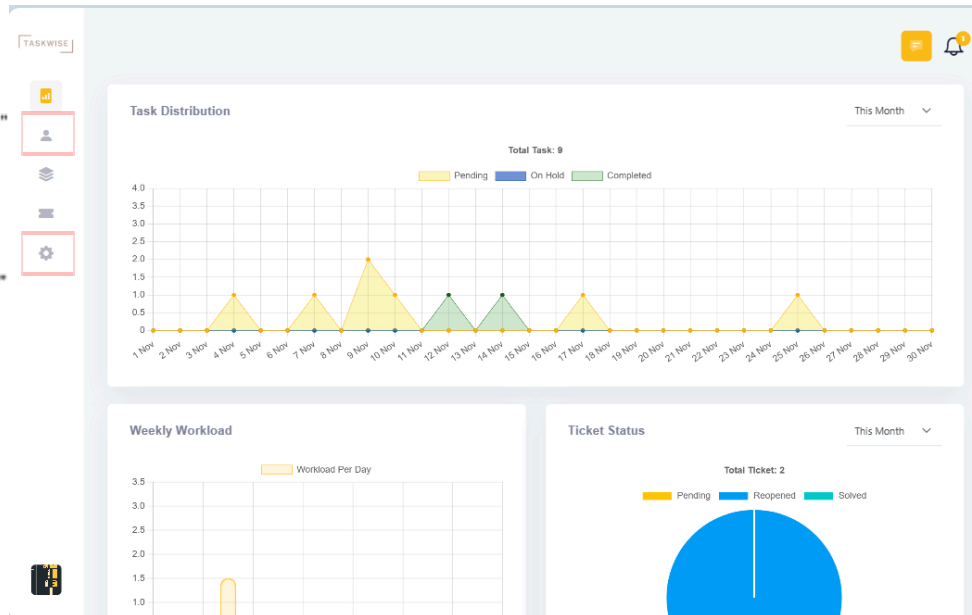 TASKWISE
1
Task Distribution
This Month
Total Task: 9
Pending On Hold Completed
4.0
3.5
3.0
2.5
2.0
1.5
1.0
0.5
0
1 Nov 2 Nov 3 Nov 4 Nov 5 Nov 6 Nov 7 Nov 8 Nov 9 Nov 10 Nov 11 Nov 12 Nov 13 Nov 14 Nov 15 Nov 16 Nov 17 Nov 18 Nov 19 Nov 20 Nov 21 Nov 22 Nov 23 Nov 24 Nov 25 Nov 26 Nov 27 Nov 28 Nov 29 Nov 30 Nov
Weekly Workload
Workload Per Day
3.5
3.0
2.5
2.0
1.5
1.0
Ticket Status
This Month
Total Ticket: 2
Pending Reopened Solved